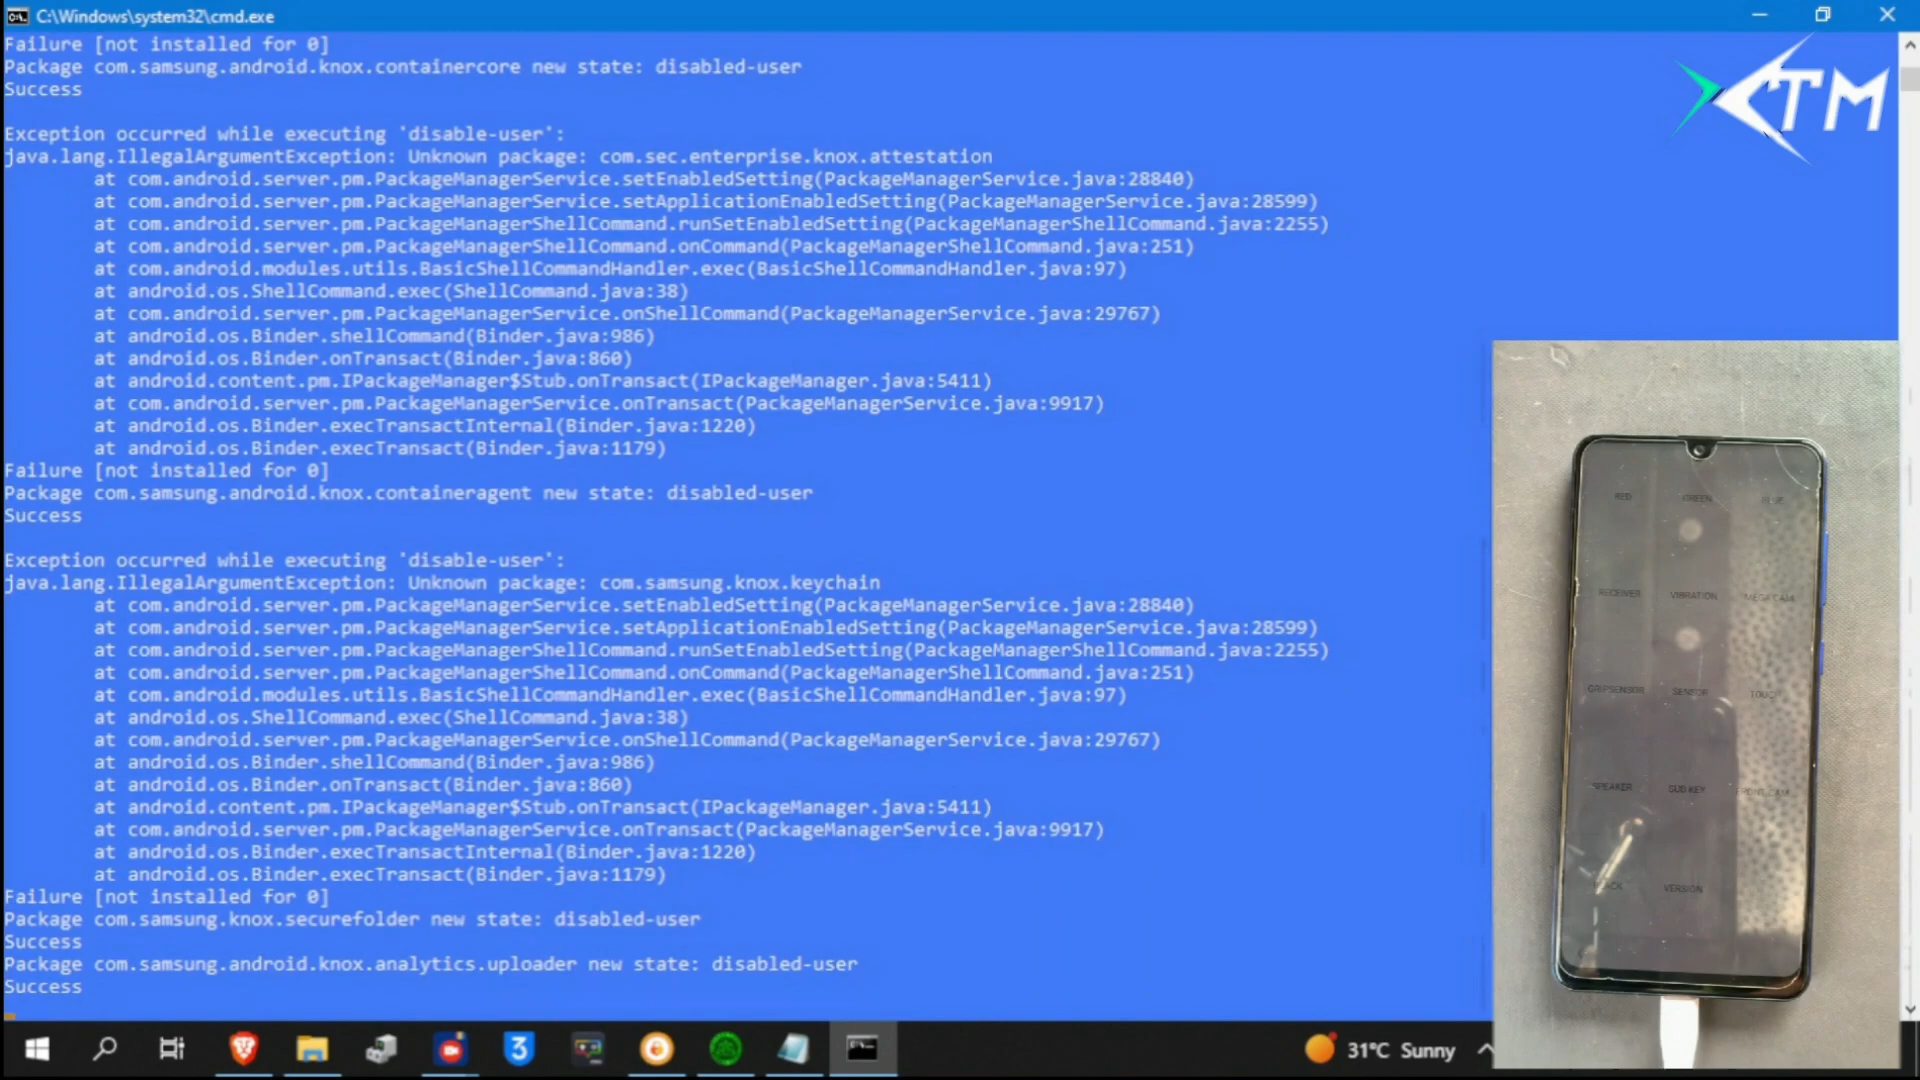 C:\Windows\system32\cmd.exe
Failure [not installed for 0]
Package com.samsung.android.knox.containercore new state: disabled-user
Success
Exception occurred while executing 'disable-user':
java.lang.IllegalArgumentException: Unknown package: com.sec.enterprise.knox.attestation
at com.android.server.pm.PackageManagerService.setEnabledSetting(PackageManagerService.java:28840)
at com.android.server.pm.PackageManagerService.setApplicationEnabledSetting(PackageManagerService.java:28599)
at com.android.server.pm.PackageManagerShellCommand.runSetEnabledSetting(PackageManagerShellCommand.java:2255)
at com.android.server.pm.PackageManagerShellCommand.onCommand(PackageManagerShellCommand.java:251)
at com.android.modules.utils.BasicShellCommandHandler.exec(BasicShellCommandHandler.java:97)
at android.os.ShellCommand.exec(ShellCommand.java:38)
at com.android.server.pm.PackageManagerService.onShellCommand(PackageManagerService.java:29767)
at android.os.Binder.shellCommand(Binder.java:986)
at android.os.Binder.onTransact(Binder.java:860)
at android.content.pm.IPackageManager$Stub.onTransact(IPackageManager.java:5411)
at com.android.server.pm.PackageManagerService.onTransact(PackageManagerService.java:9917)
at android.os.Binder.execTransactInternal(Binder.java:1220)
at android.os.Binder.execTransact(Binder.java:1179)
Failure [not installed for 0]
Package com.samsung.android.knox.containeragent new state: disabled-user
Success
Exception occurred while executing 'disable-user':
java.lang.IllegalArgumentException: Unknown package: com.samsung.knox.keychain
at com.android.server.pm.PackageManagerService.setEnabledSetting(PackageManagerService.java:28840)
at com.android.server.pm.PackageManagerService.setApplicationEnabledSetting(PackageManagerService.java:28599)
at com.android.server.pm.PackageManagerShellCommand.runSetEnabledSetting(PackageManagerShellCommand.java:2255)
at com.android.server.pm.PackageManagerShellCommand.onCommand(PackageManagerShellCommand.java:251)
at com.android.modules.utils.BasicShellCommandHandler.exec(BasicShellCommandHandler.java:97)
at android.os.ShellCommand.exec(ShellCommand.java:38)
at com.android.server.pm.PackageManagerService.onShellCommand(PackageManagerService.java:29767)
at android.os.Binder.shellCommand(Binder.java:986)
at android.os.Binder.onTransact(Binder.java:860)
at android.content.pm.IPackageManager$Stub.onTransact(IPackageManager.java:5411)
at com.android.server.pm.PackageManagerService.onTransact(PackageManagerService.java:9917)
at android.os.Binder.execTransactInternal(Binder.java:1220)
at android.os.Binder.execTransact(Binder.java:1179)
Failure [not installed for 0]
Package com.samsung.knox.securefolder new state: disabled-user
Success
Package com.samsung.android.knox.analytics.uploader new state: disabled-user
Success
TM
RED GREEN BLUE
RECEIVER VIBRATION MEGA CAM
GRIPSENSOR SENSOR
SPEAKER SUB KEY FRONT CAM
VERSION
3
31°C Sunny